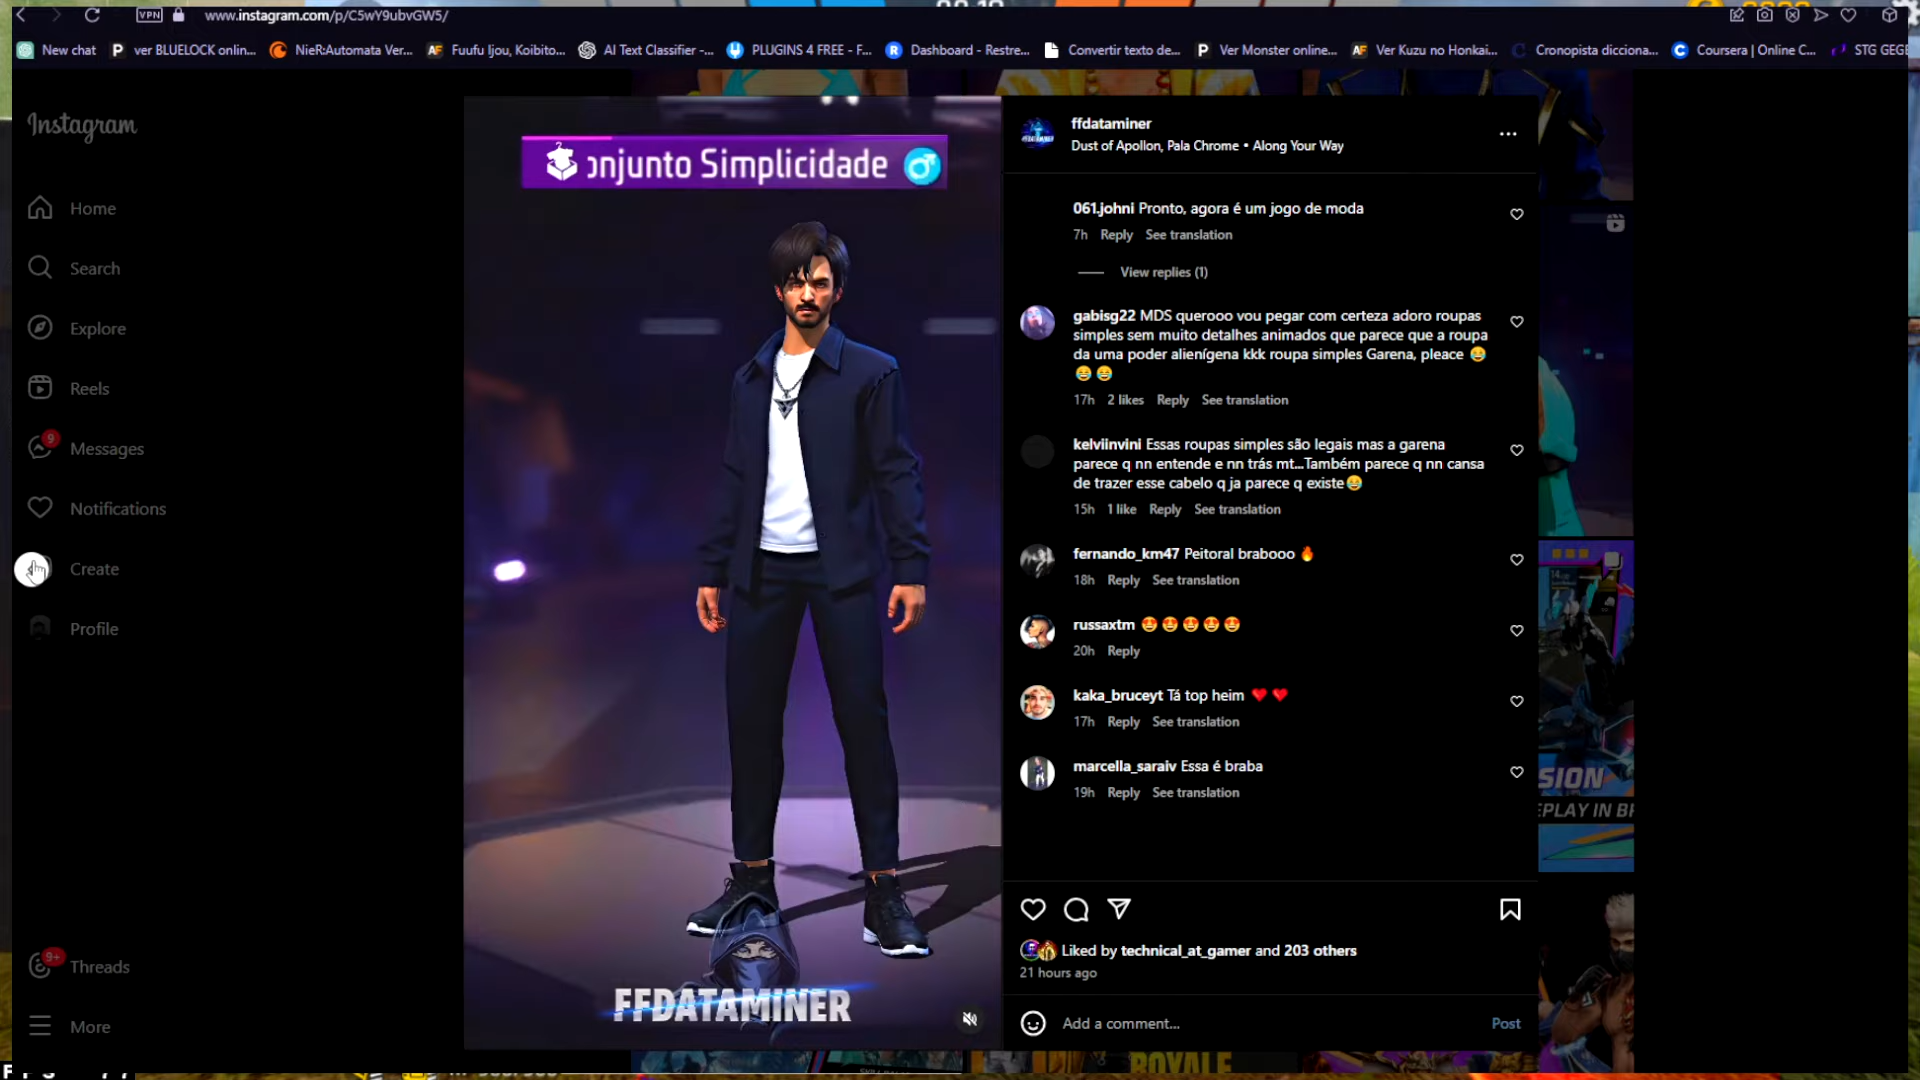 VPN
www.instagram.com/p/C5wY9ubvGW5/
New chat
ver BLUELOCK onlin...
NieR:Automata Ver...
Fuufu Ijou, Koibito...
AI Text Classifier -...
PLUGINS 4 FREE - F...
Dashboard - Restre...
Convertir texto de...
Ver Monster online...
Ver Kuzu no Honkai...
Cronopista dicciona...
Coursera | Online C...
STG GEGE
Instagram
Home
Search
Explore
Reels
9
Messages
Notifications
Create
Profile
9+
Threads
More
onjunto Simplicidade
FFDATAMINER
ffdataminer
Dust of Apollon, Pala Chrome • Along Your Way
061.johni Pronto, agora é um jogo de moda
7h Reply See translation
View replies (1)
gabisg22 MDS querooo vou pegar com certeza adoro roupas
simples sem muito detalhes animados que parece que a roupa
da uma poder alienígena kkk roupa simples Garena, pleace 😂
😂😂
17h 2 likes Reply See translation
kelviinvini Essas roupas simples são legais mas a garena
parece q nn entende e nn trás mt...Também parece q nn cansa
de trazer esse cabelo q ja parece q existe😂
15h 1 like Reply See translation
fernando_km47 Peitoral brabooo 🔥
18h Reply See translation
russaxtm 🤩🤩🤩🤩🤩
20h Reply
kaka_bruceyt Tá top heim ❤️❤️
17h Reply See translation
marcella_saraiv Essa é braba
19h Reply See translation
Liked by technical_at_gamer and 203 others
21 hours ago
Add a comment...
Post
SION
EPLAY IN B
ROYALE